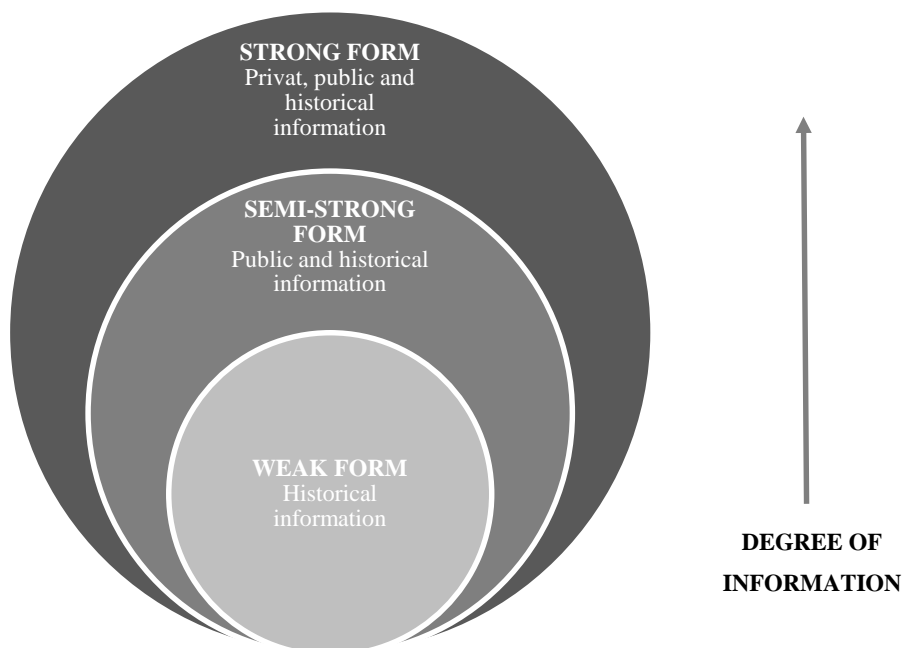 STRONG FORM
Privat, public and
historical
information
SEMI-STRONG
FORM
Public and historical
information
WEAK FORM
Historical
information
DEGREE OF
INFORMATION